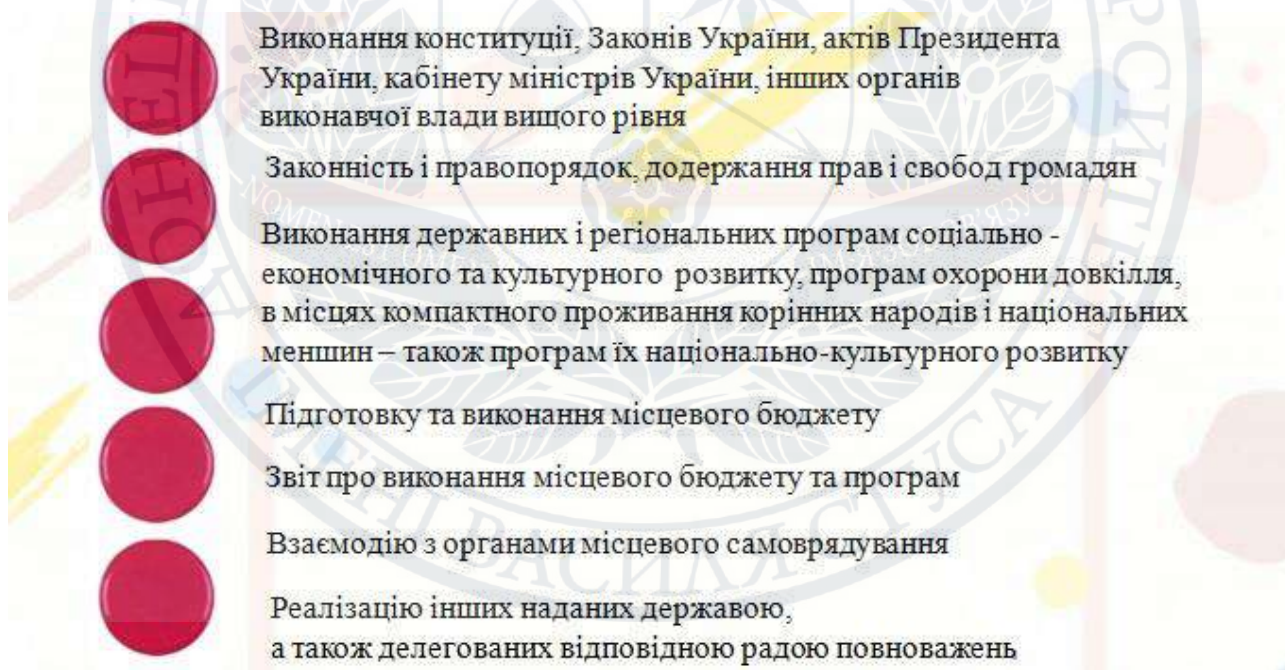 Виконання конституції, Законів України, актів Президента
України, кабінету міністрів України, інших органів
виконавчої влади вищого рівня
Законність і правопорядок, додержання прав і свобод громадян
Виконання державних і регіональних програм соціально -
економічного та культурного розвитку, програм охорони довкілля,
в місцях компактного проживання корінних народів і національних
меншин – також програм їх національно-культурного розвитку
Підготовку та виконання місцевого бюджету
Звіт про виконання місцевого бюджету та програм
Взаємодію з органами місцевого самоврядування
Реалізацію інших наданих державою,
а також делегованих відповідною радою повноважень
ІМЕНІ ВАСИЛЯ СТУСА